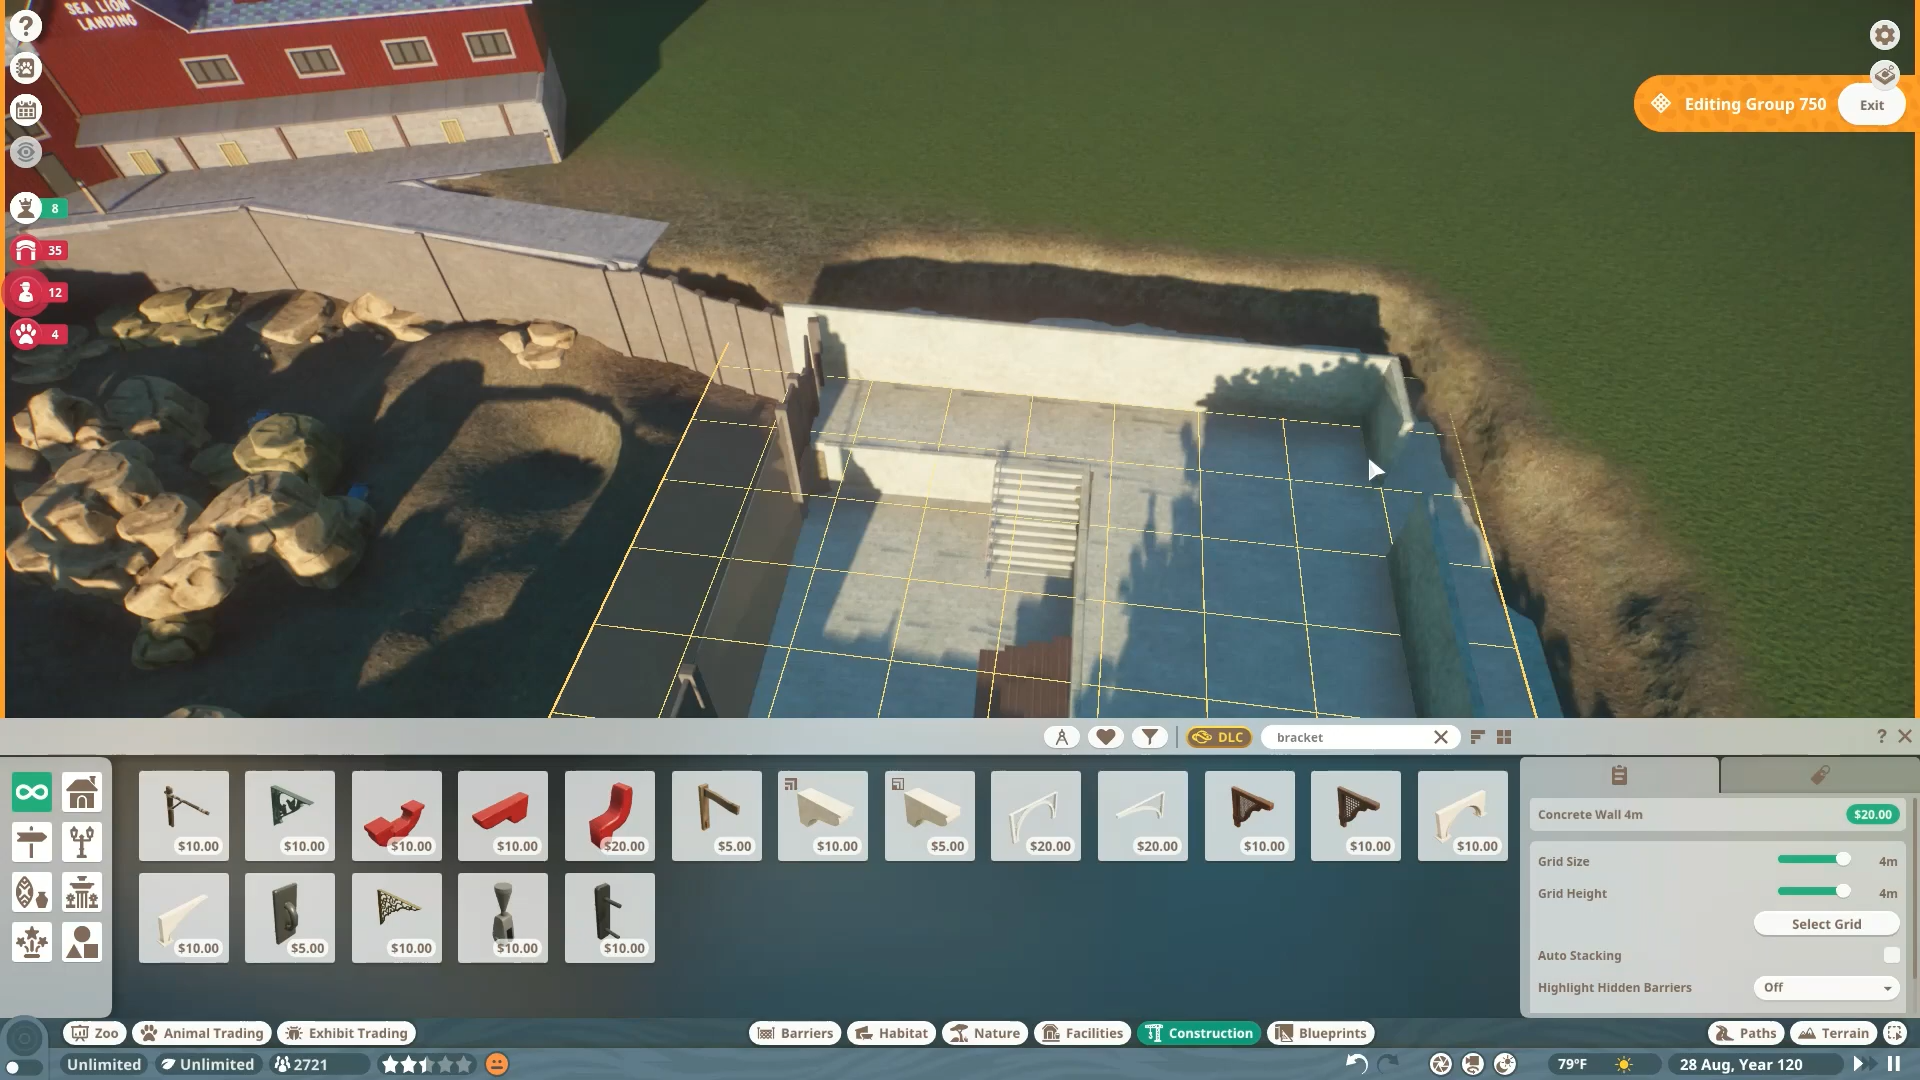 SEA LION
LANDING
?
8
35
12
4
Editing Group 750
Exit
DLC
bracket
?
$10.00
$10.00
$10.00
$10.00
$20.00
$5.00
$10.00
$5.00
$20.00
$20.00
$10.00
$10.00
$10.00
$10.00
$5.00
$10.00
$10.00
$10.00
Concrete Wall 4m
$20.00
Grid Size
4m
Grid Height
4m
Select Grid
Auto Stacking
Highlight Hidden Barriers
Off
Zoo
Animal Trading
Exhibit Trading
Barriers
Habitat
Nature
Facilities
Construction
Blueprints
Paths
Terrain
Unlimited
Unlimited
2721
79°F
28 Aug, Year 120